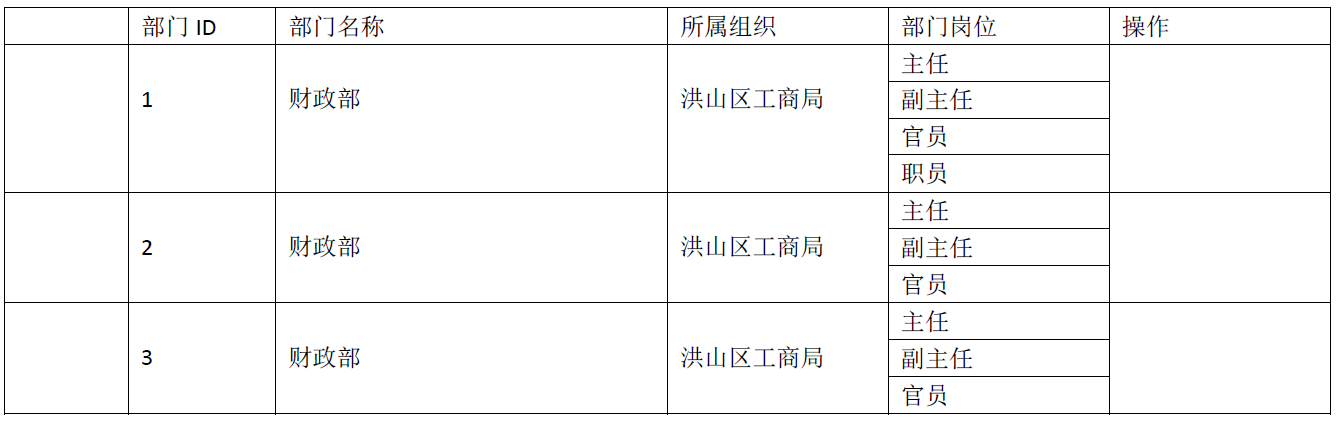 部门 ID 部门名称 所属组织 部门岗位 操作
主任
1 财政部 洪山区工商局 副主任
官员
职员
主任
2 财政部 洪山区工商局 副主任
官员
主任
3 财政部 洪山区工商局 副主任
官员